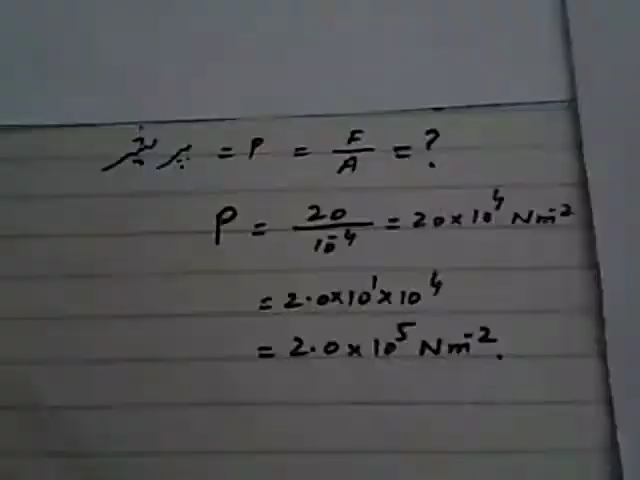 پریشر = P = F/A = ?
P = 20/10⁻⁴ = 20×10⁴ Nm⁻²
= 2.0×10¹×10⁴
= 2.0×10⁵ Nm⁻².